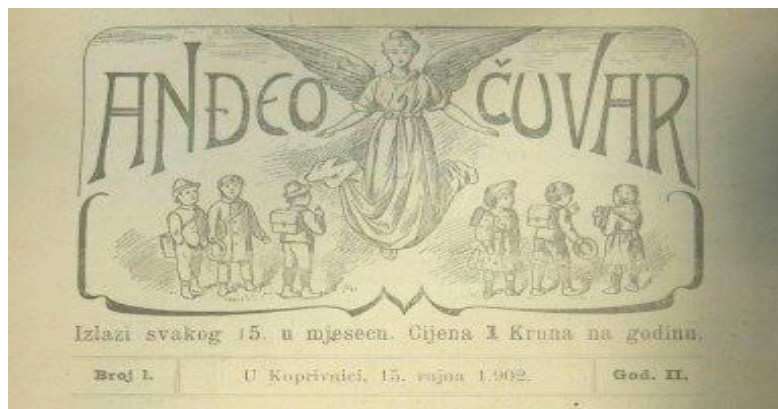 ANĐEO ČUVAR
Izlazi svakog 15. u mjesecu. Cijena 1 Kruna na godinu.
Broj 1. U Koprivnici, 15. rujna 1902. God. II.